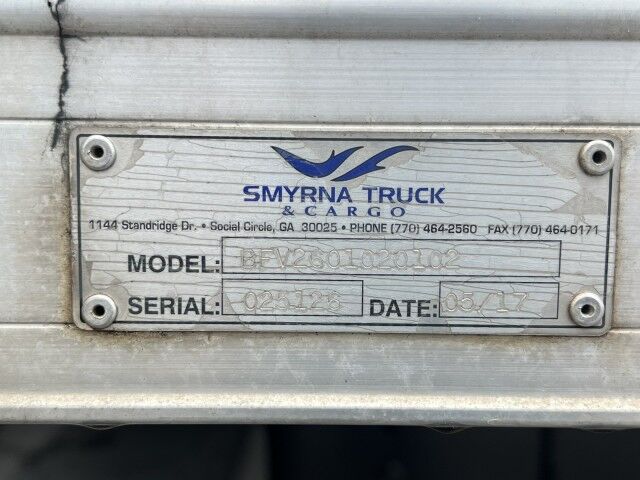 SMYRNA TRUCK
& CARGO
1144 Standridge Dr. • Social Circle, GA 30025 • PHONE (770) 464-2560 FAX (770) 464-0171
MODEL: BFV2601020102
SERIAL: 025126 DATE: 05/17